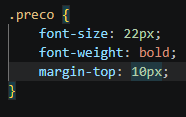 .preco {
    font-size: 22px;
    font-weight: bold;
    margin-top: 10px;
}